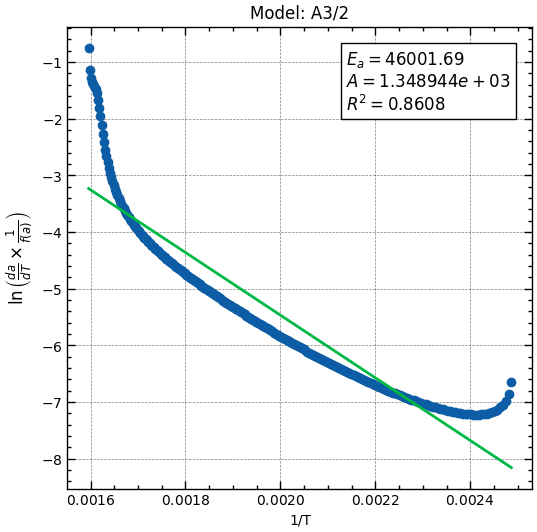 Model: A3/2
E_a = 46001.69
A = 1.348944e + 03
R² = 0.8608
ln (da/dT × 1/f(a))
−1
−2
−3
−4
−5
−6
−7
−8
0.0016 0.0018 0.0020 0.0022 0.0024
1/T